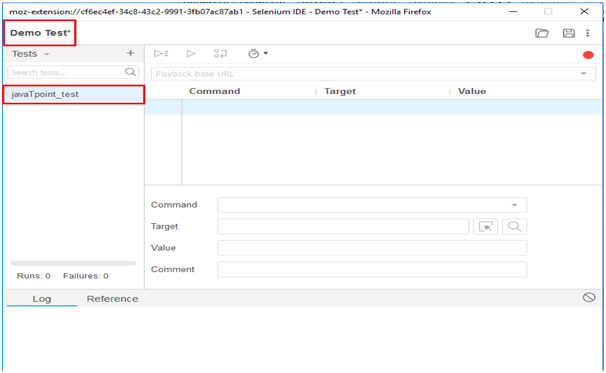 moz-extension://cf6ec4ef-34c8-43c2-9991-3fb07ac87ab1 - Selenium IDE - Demo Test* - Mozilla Firefox
Demo Test*
Tests
Search tests...
javaTpoint_test
Runs: 0 Failures: 0
Playback base URL
Command Target Value
Command
Target
Value
Comment
Log Reference